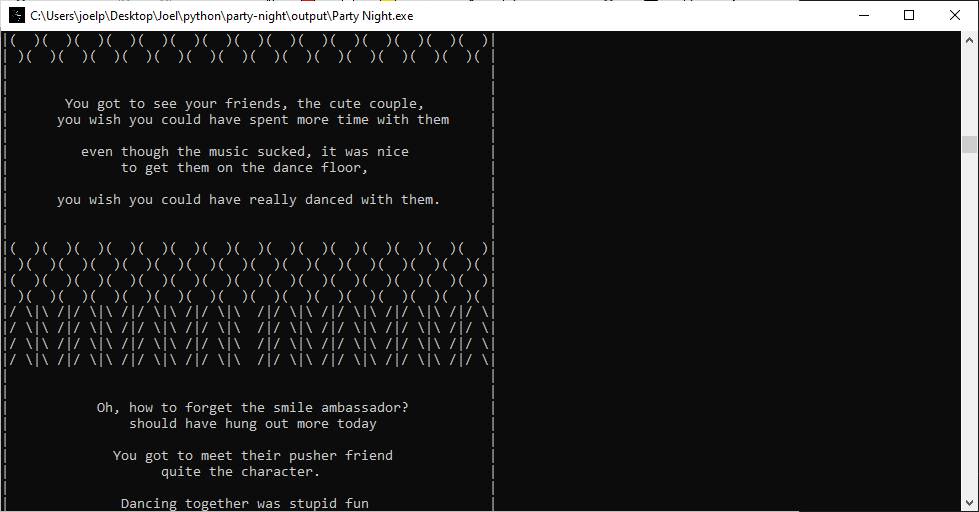 C:\Users\joelp\Desktop\Joel\python\party-night\output\Party Night.exe
|(  )(  )(  )(  )(  )(  )(  )(  )(  )(  )(  )(  )(  )(  )(  )|
| )(  )(  )(  )(  )(  )(  )(  )(  )(  )(  )(  )(  )(  )(  )( |
You got to see your friends, the cute couple,
you wish you could have spent more time with them
even though the music sucked, it was nice
to get them on the dance floor,
you wish you could have really danced with them.
|(  )(  )(  )(  )(  )(  )(  )(  )(  )(  )(  )(  )(  )(  )(  )|
| )(  )(  )(  )(  )(  )(  )(  )(  )(  )(  )(  )(  )(  )(  )( |
|(  )(  )(  )(  )(  )(  )(  )(  )(  )(  )(  )(  )(  )(  )(  )|
| )(  )(  )(  )(  )(  )(  )(  )(  )(  )(  )(  )(  )(  )(  )( |
|/ \|\ /|/ \|\ /|/ \|\ /|/ \|\  /|/ \|\ /|/ \|\ /|/ \|\ /|/ \|
|/ \|\ /|/ \|\ /|/ \|\ /|/ \|\  /|/ \|\ /|/ \|\ /|/ \|\ /|/ \|
|/ \|\ /|/ \|\ /|/ \|\ /|/ \|\  /|/ \|\ /|/ \|\ /|/ \|\ /|/ \|
|/ \|\ /|/ \|\ /|/ \|\ /|/ \|\  /|/ \|\ /|/ \|\ /|/ \|\ /|/ \|
Oh, how to forget the smile ambassador?
should have hung out more today
You got to meet their pusher friend
quite the character.
Dancing together was stupid fun